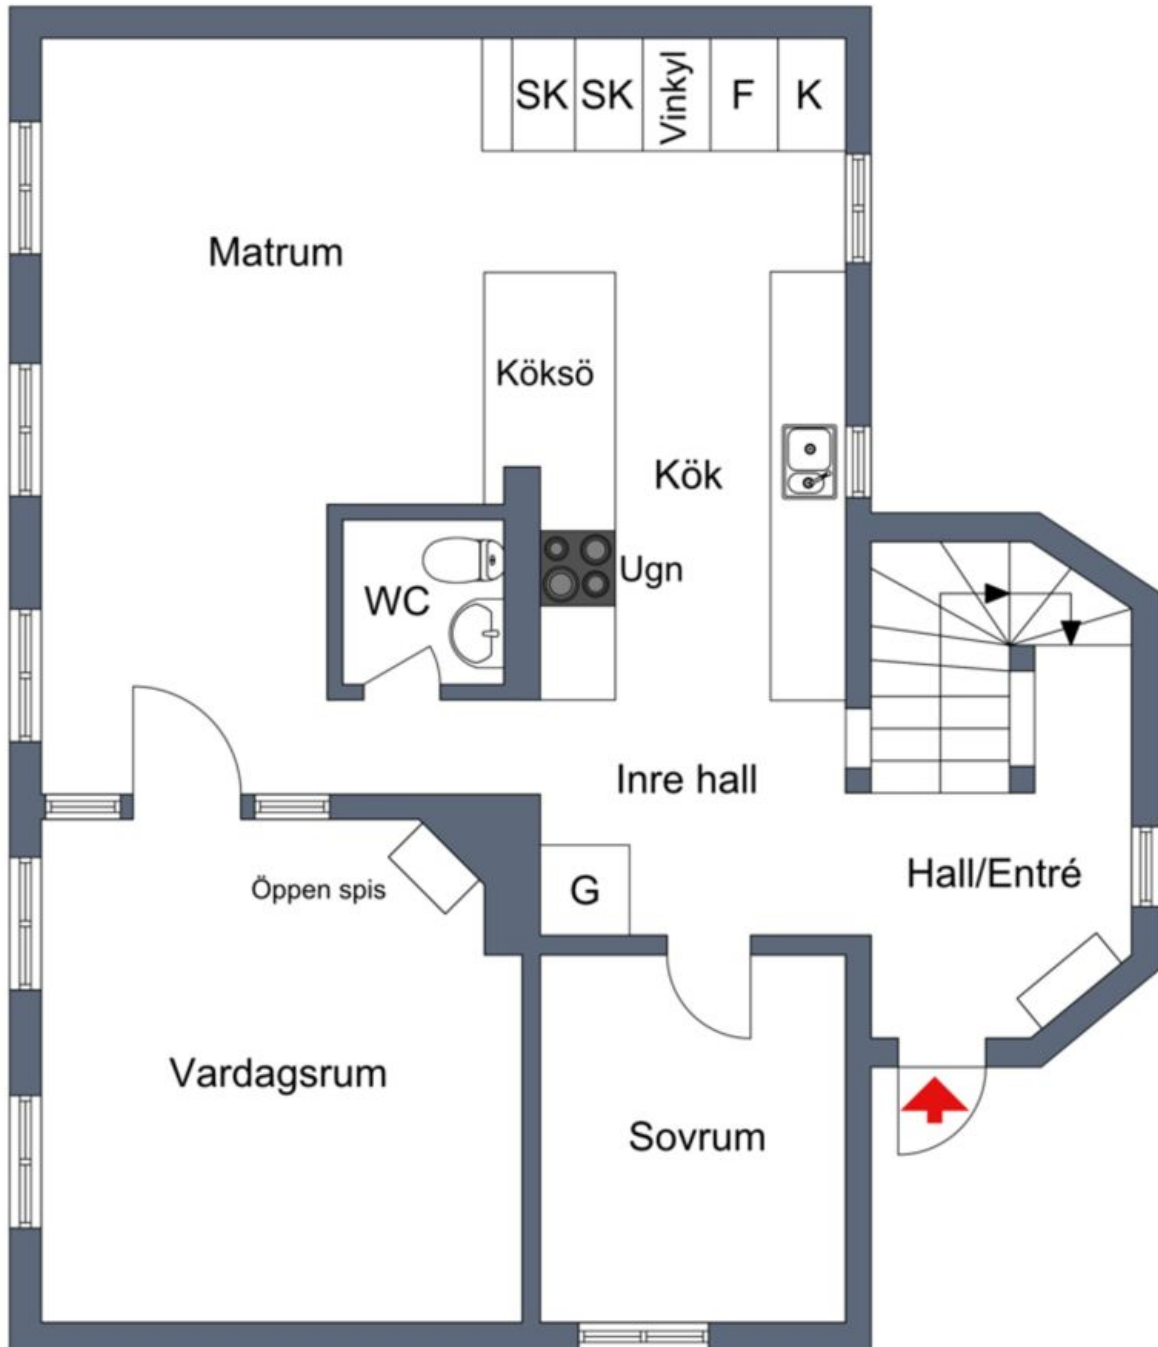 SK SK Vinkyl F K
Matrum
Köksö
Kök
Ugn
WC
Inre hall
Hall/Entré
Öppen spis
G
Vardagsrum
Sovrum